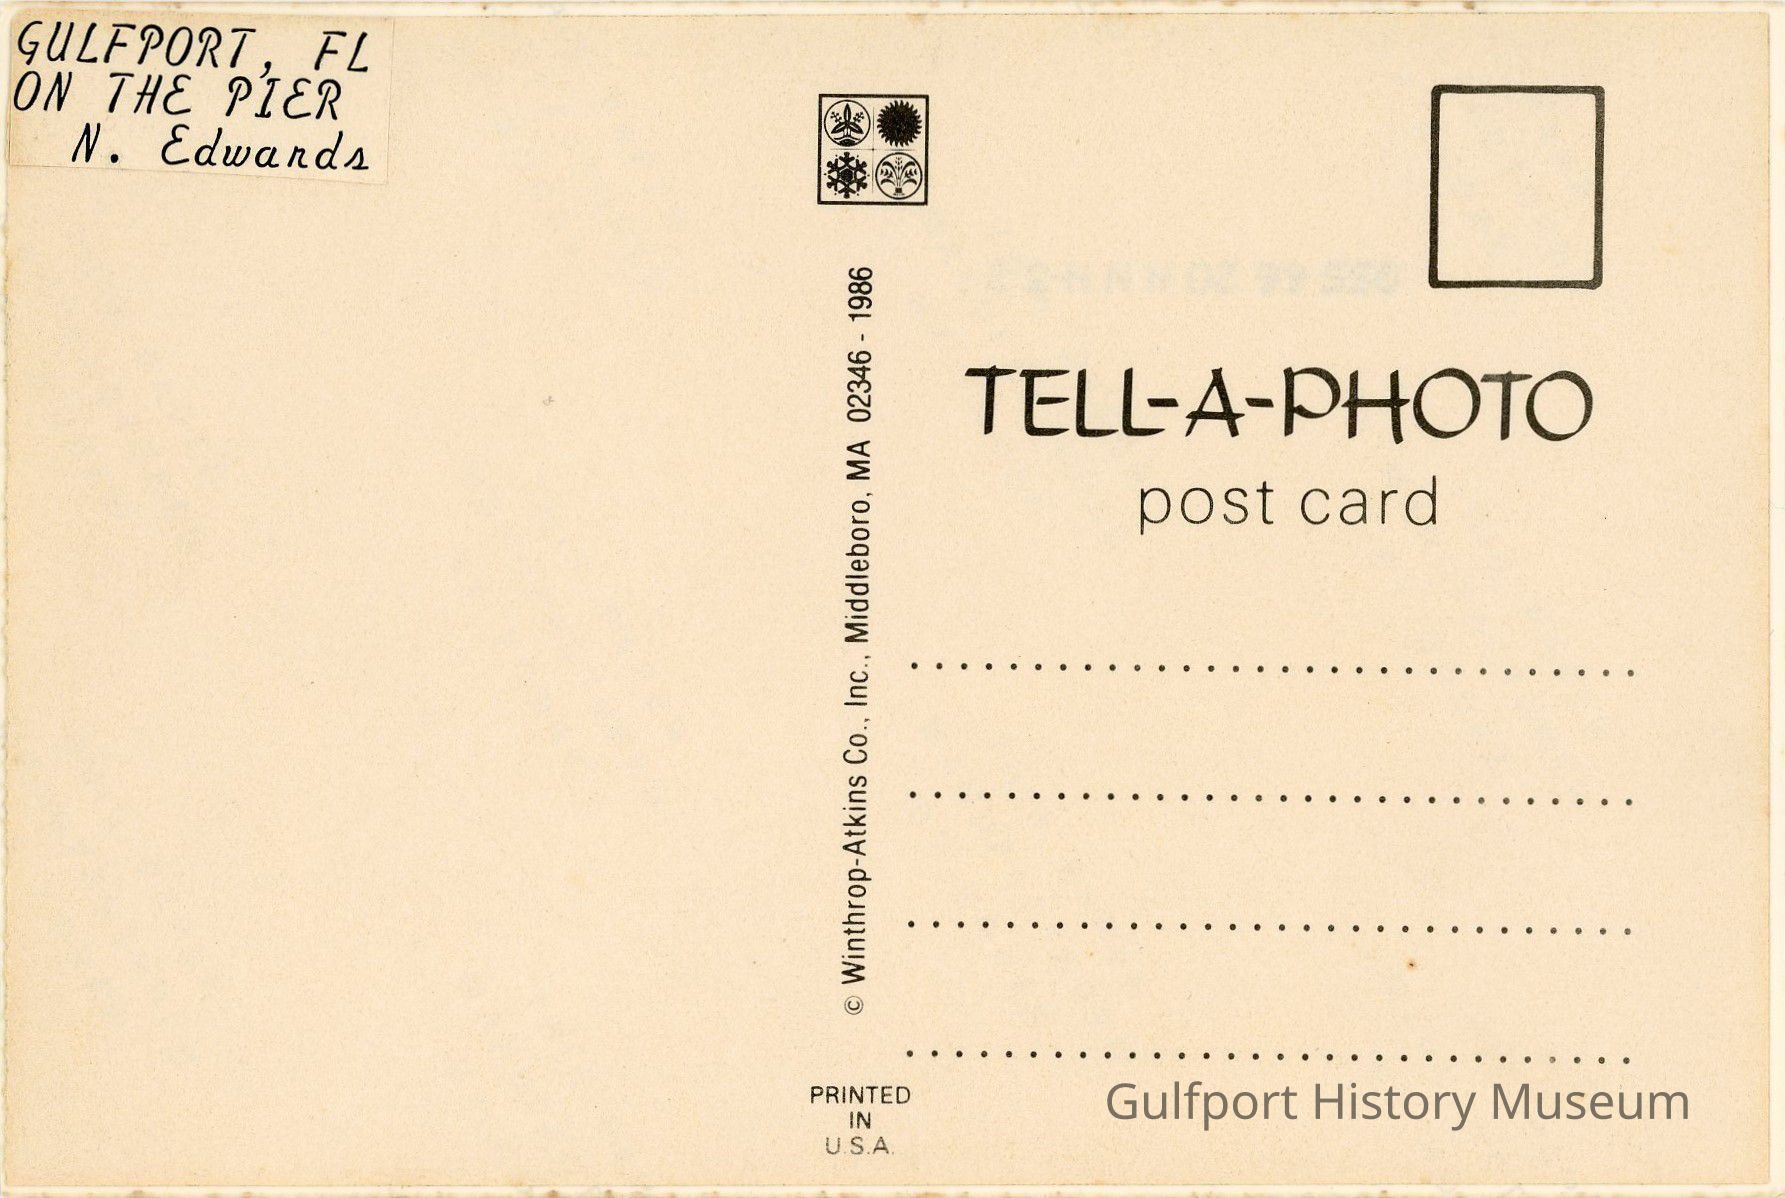 GULFPORT, FL
ON THE PIER
N. Edwards
© Winthrop-Atkins Co., Inc., Middleboro, MA 02346 - 1986
TELL-A-PHOTO
post card
PRINTED
IN
U.S.A.
Gulfport History Museum